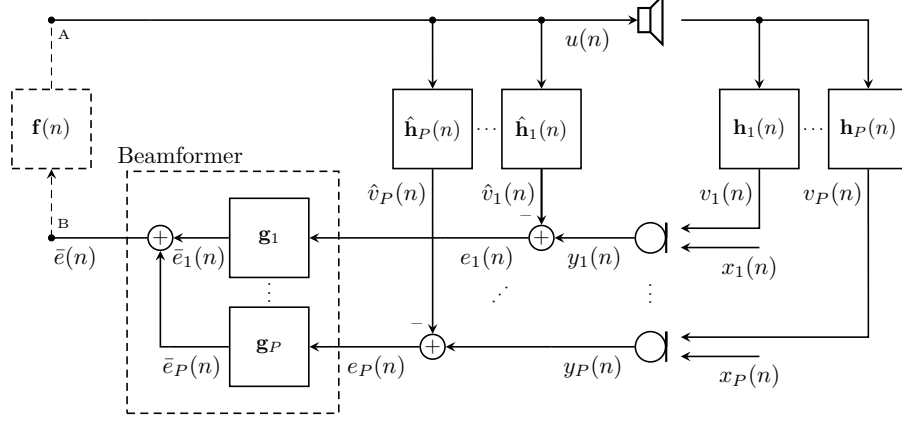 A
u(n)
f(n)
ĥ_P(n) ··· ĥ_1(n)
h_1(n) ··· h_P(n)
Beamformer
v̂_P(n)
v̂_1(n)
v_1(n)
v_P(n)
B
g_1
−
+
+
ē(n)
ē_1(n)
e_1(n)
y_1(n)
x_1(n)
⋮
⋰
⋮
g_P
−
+
ē_P(n)
e_P(n)
y_P(n)
x_P(n)